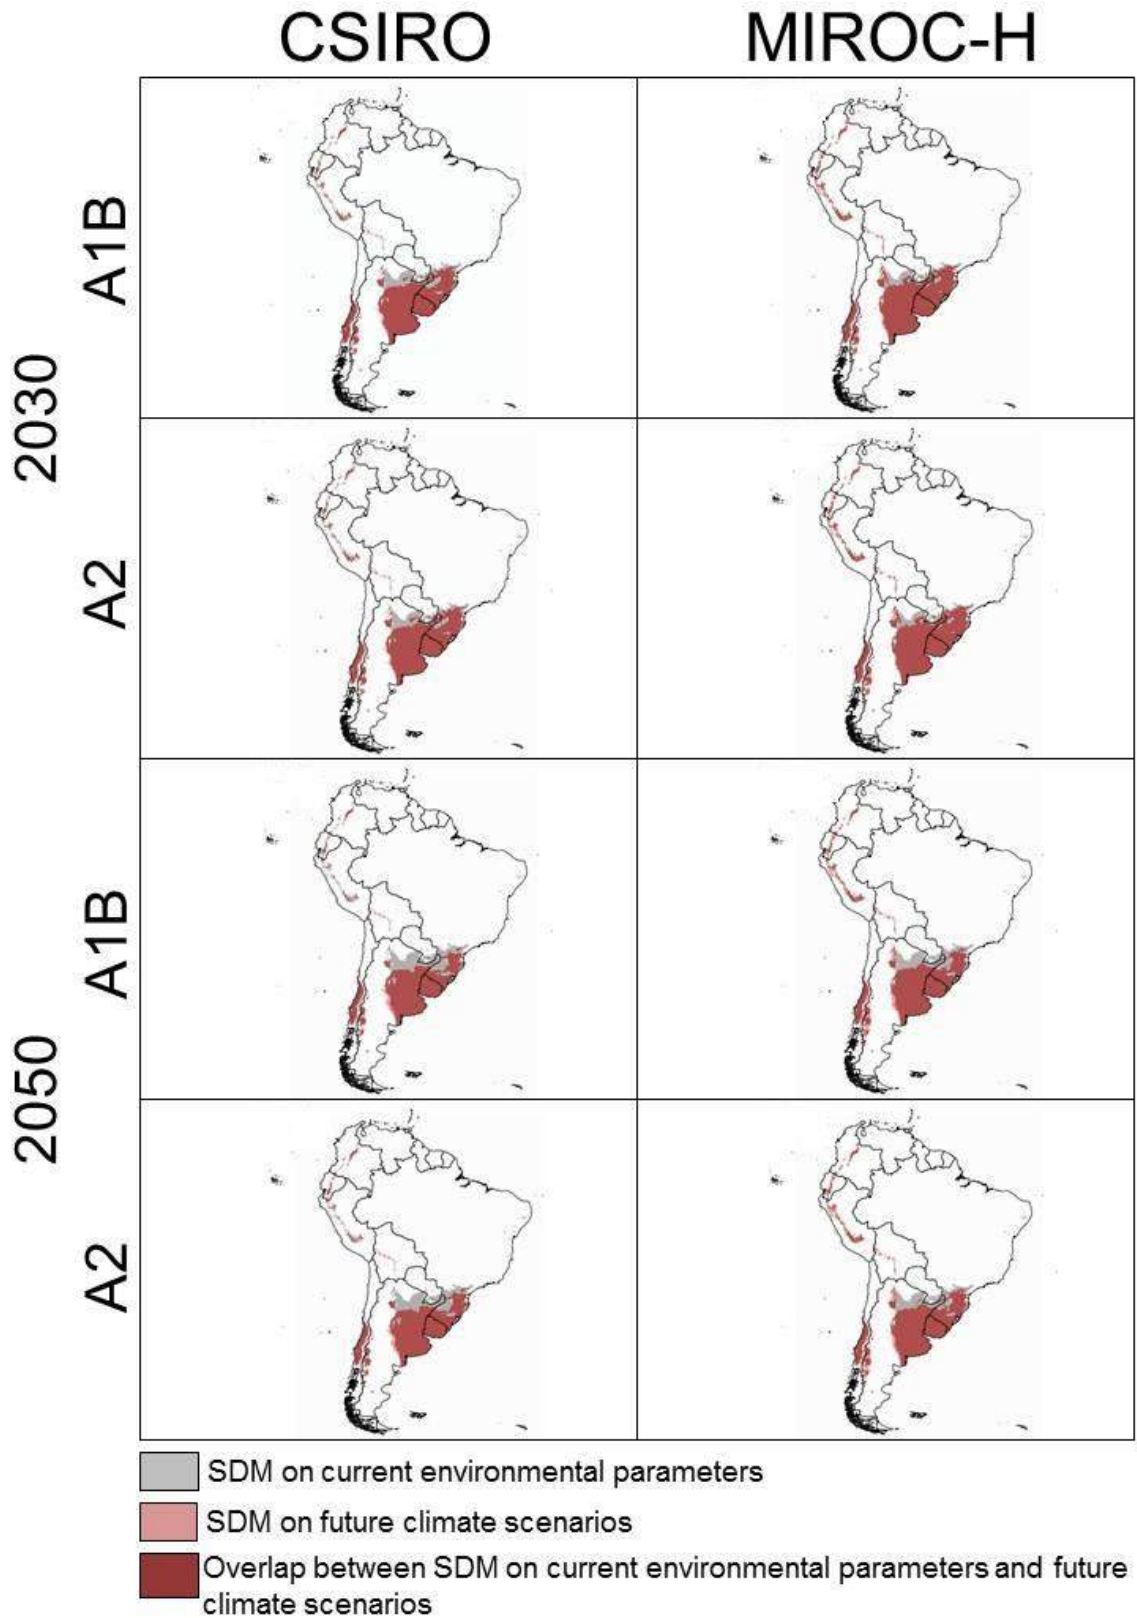 CSIRO
MIROC-H
2030
A1B
A2
2050
A1B
A2
SDM on current environmental parameters
SDM on future climate scenarios
Overlap between SDM on current environmental parameters and future
climate scenarios